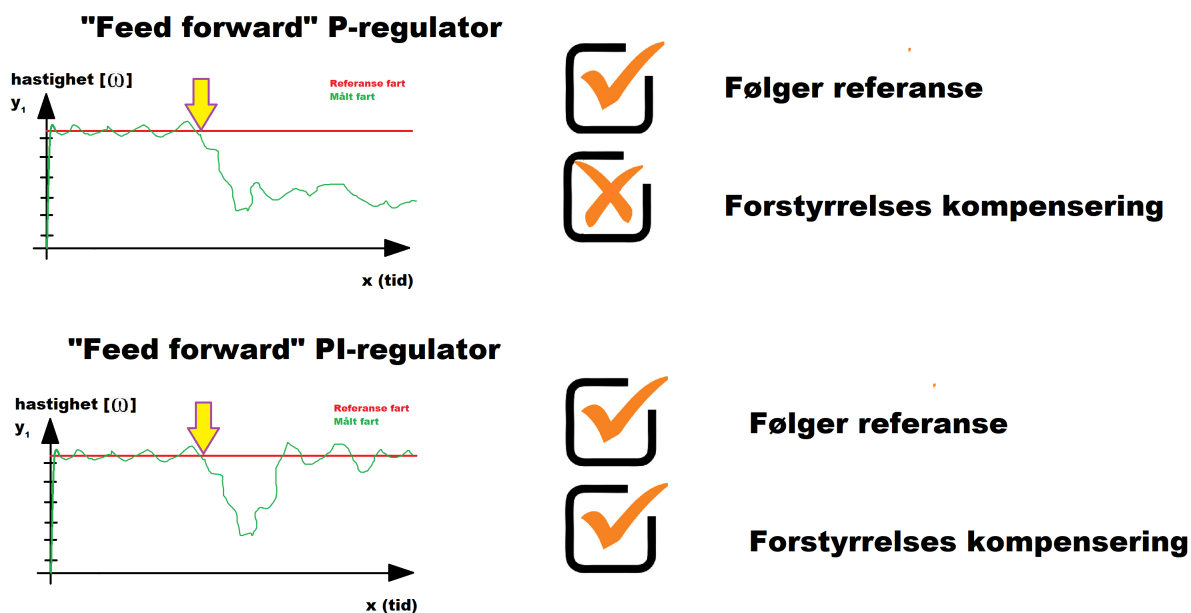 "Feed forward" P-regulator
hastighet [ω]
y₁
Referanse fart
Målt fart
x (tid)
Følger referanse
Forstyrrelses kompensering
"Feed forward" PI-regulator
hastighet [ω]
y₁
Referanse fart
Målt fart
x (tid)
Følger referanse
Forstyrrelses kompensering